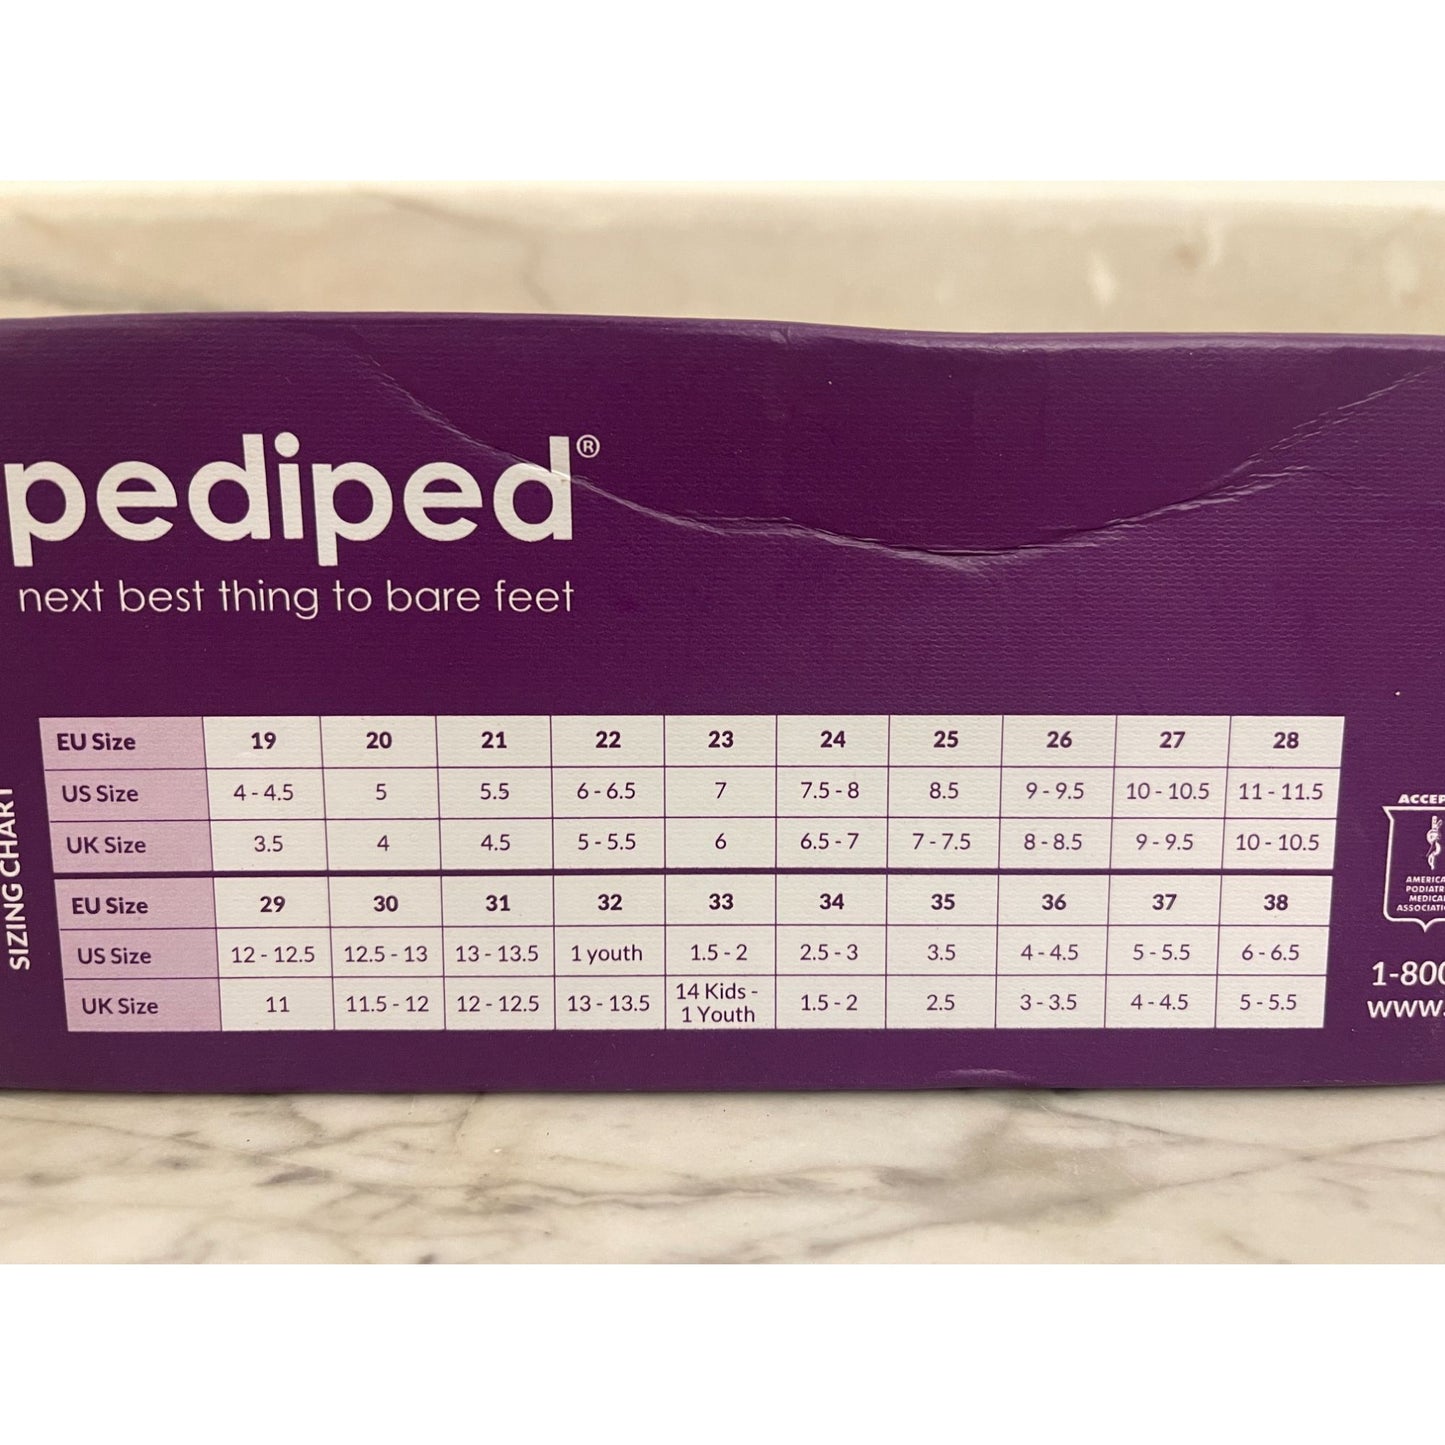 pediped®
next best thing to bare feet
SIZING CHART
EU Size 19 20 21 22 23 24 25 26 27 28
US Size 4 - 4.5 5 5.5 6 - 6.5 7 7.5 - 8 8.5 9 - 9.5 10 - 10.5 11 - 11.5
UK Size 3.5 4 4.5 5 - 5.5 6 6.5 - 7 7 - 7.5 8 - 8.5 9 - 9.5 10 - 10.5
EU Size 29 30 31 32 33 34 35 36 37 38
US Size 12 - 12.5 12.5 - 13 13 - 13.5 1 youth 1.5 - 2 2.5 - 3 3.5 4 - 4.5 5 - 5.5 6 - 6.5
UK Size 11 11.5 - 12 12 - 12.5 13 - 13.5 14 Kids - 1 Youth 1.5 - 2 2.5 3 - 3.5 4 - 4.5 5 - 5.5
1-800
www.